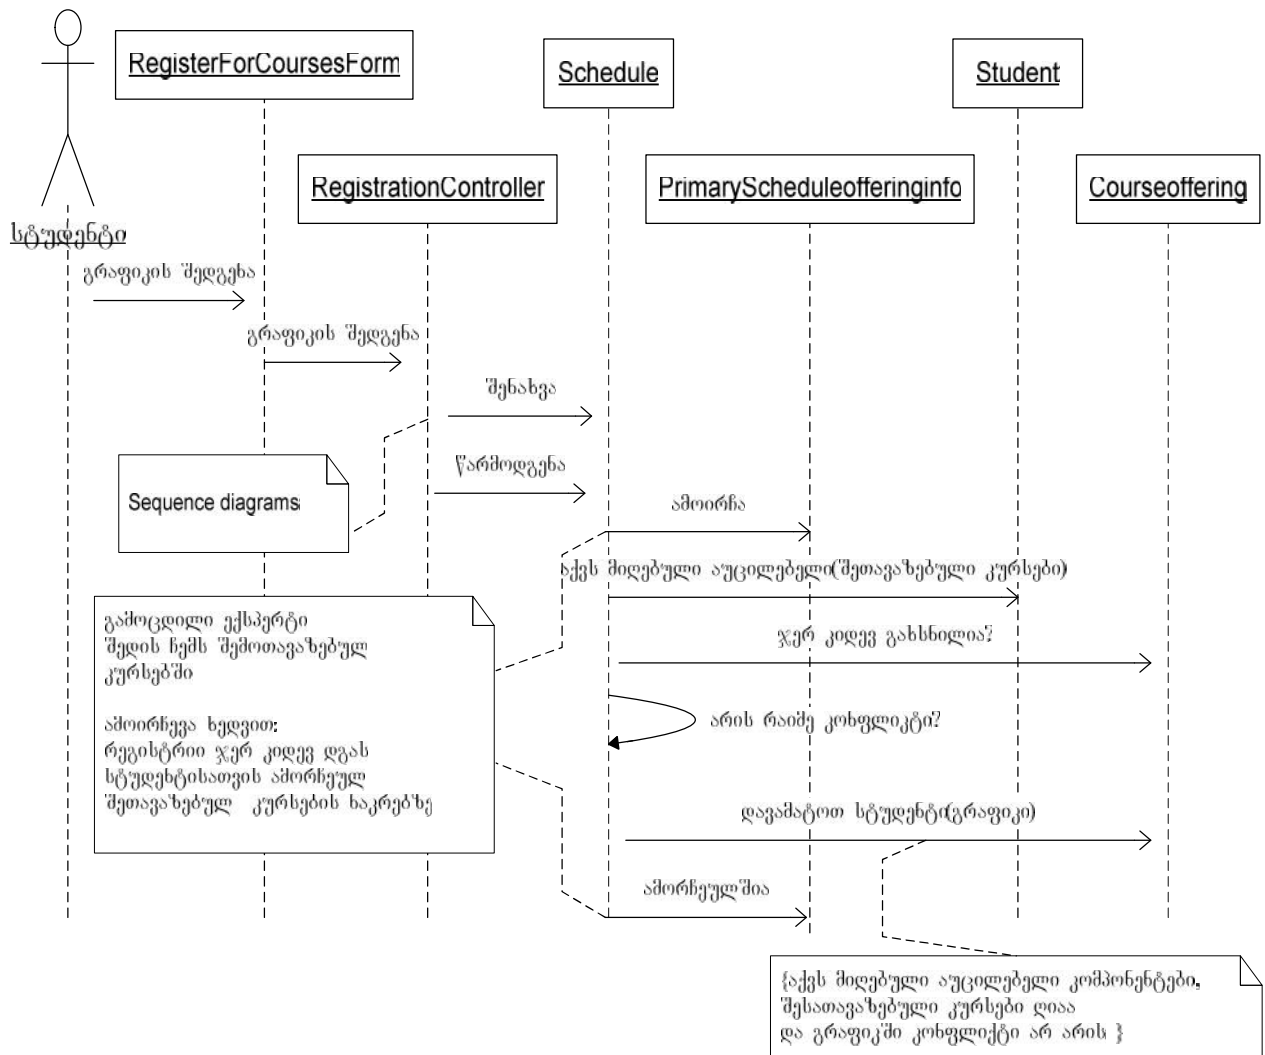 RegisterForCoursesForm
Schedule
Student
RegistrationController
PrimaryScheduleofferinginfo
Courseoffering
სტუდენტი
გრაფიკის შედგენა
გრაფიკის შედგენა
შენახვა
წარმოდგენა
Sequence diagrams
ამოირჩა
აქვს მიღებული აუცილებელი(შეთავაზებული კურსები)
ჯერ კიდევ გახსნილია?
გამოცდილი ექსპერტი
შედის ჩემს შემოთავაზებულ
კურსებში
არის რაიმე კონფლიკტი?
ამოირჩევა ხედვით:
რეგისტრიი ჯერ კიდევ დგას
სტუდენტისათვის ამორჩეულ
შეთავაზებულ კურსების ნაკრებზე
დავამატოთ სტუდენტი(გრაფიკი)
ამორჩეულშია
{აქვს მიღებული აუცილებელი კომპონენტები,
შესათავაზებული კურსები ღიაა
და გრაფიკში კონფლიქტი არ არის }